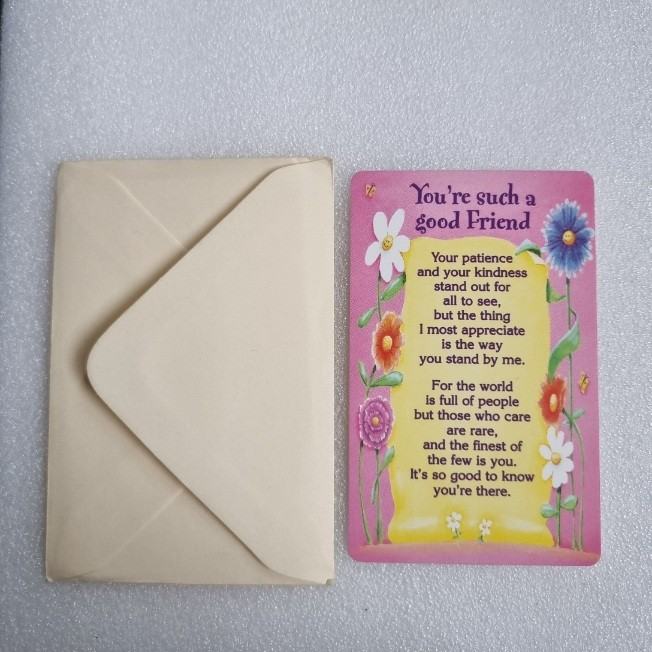 You're such a
good Friend
Your patience
and your kindness
stand out for
all to see,
but the thing
I most appreciate
is the way
you stand by me.
For the world
is full of people
but those who care
are rare,
and the finest of
the few is you.
It's so good to know
you're there.